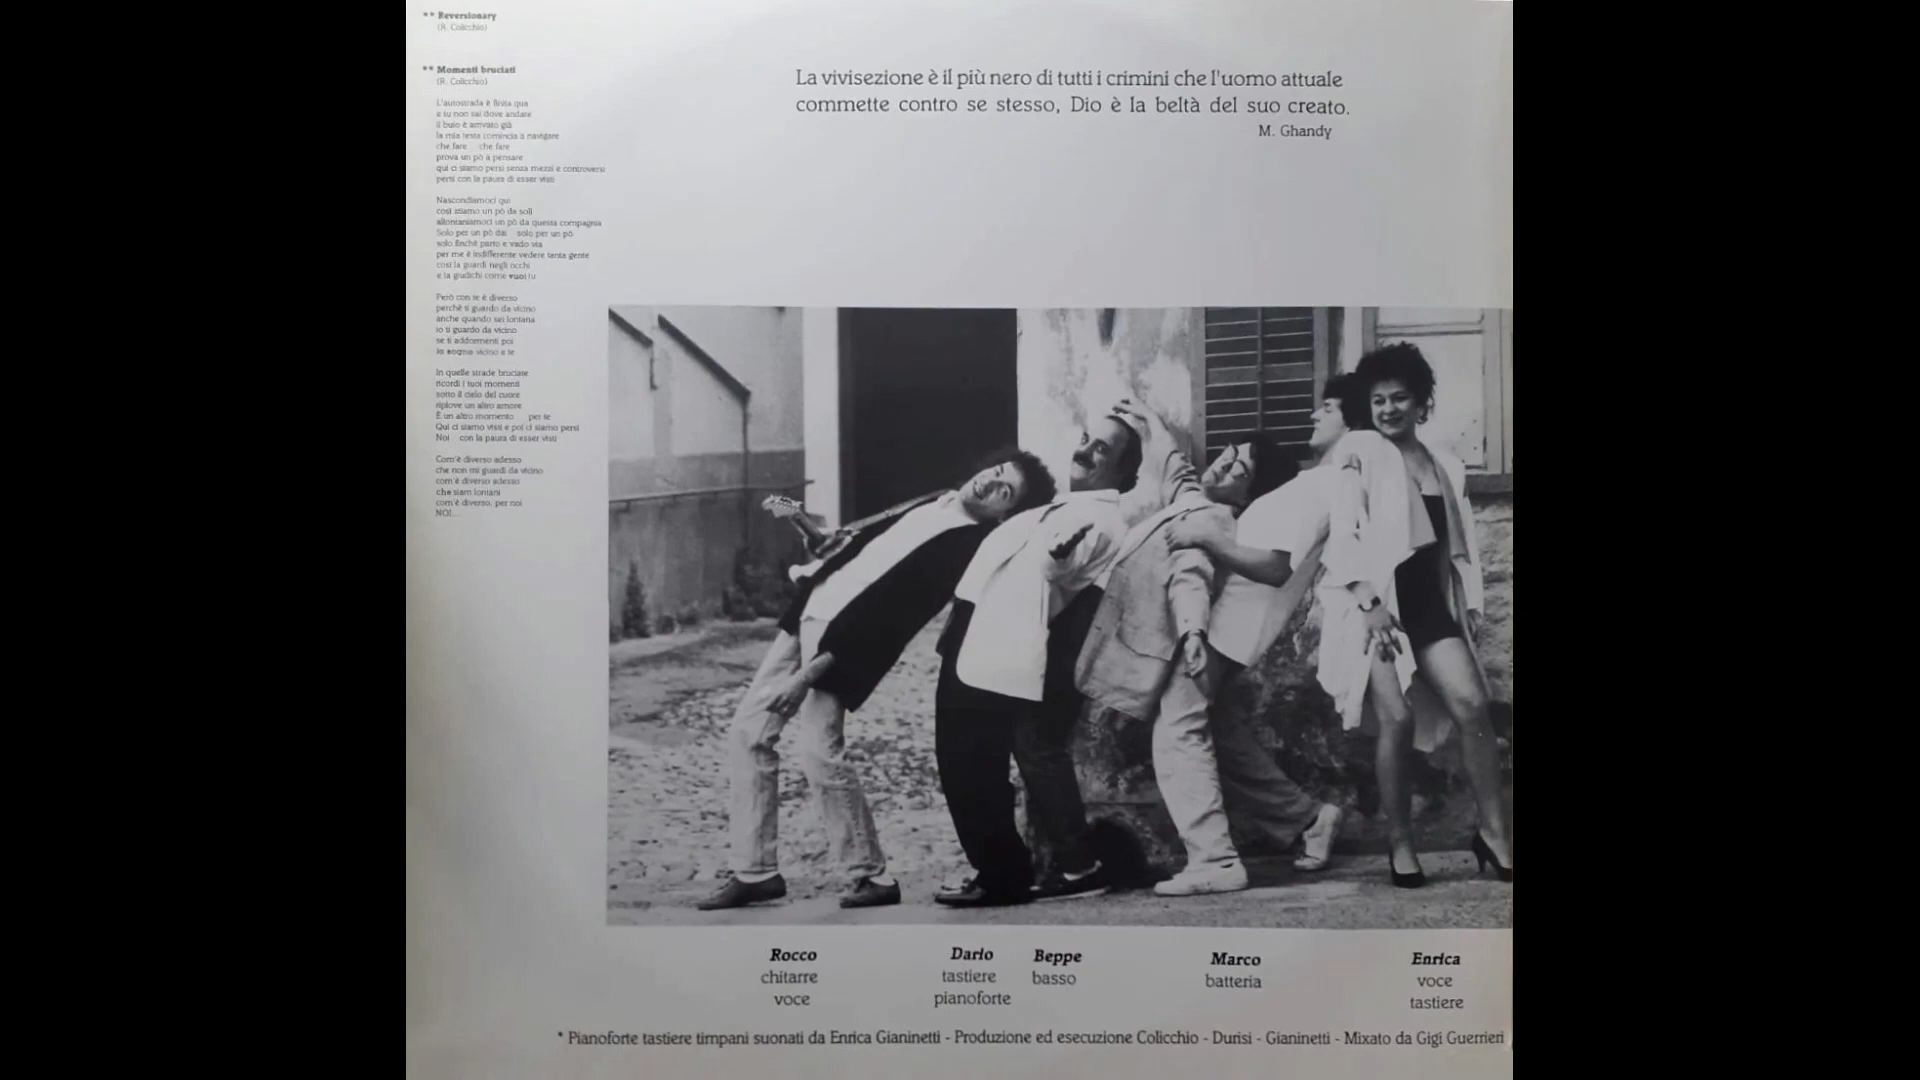 ** Reversionary
(R. Colicchio)
** Momenti bruciati
(R. Colicchio)
L'autostrada è finita qua
e tu non sai dove andare
il buio è arrivato già
la mia testa comincia a navigare
che fare che fare
prova un pò a pensare
qui ci siamo persi senza mezzi e controversi
persi con la paura di esser visti
Nascondiamoci qui
così stiamo un pò da soli
allontaniamoci un pò da questa compagnia
Solo per un pò dai solo per un pò
solo finchè parto e vado via
per me è indifferente vedere tanta gente
così la guardi negli occhi
e la giudichi come vuoi tu
Però con te è diverso
perchè ti guardo da vicino
anche quando sei lontana
io ti guardo da vicino
se ti addormenti poi
io sogno vicino a te
In quelle strade bruciate
ricordi i tuoi momenti
sotto il cielo del cuore
ripiove un altro amore
È un altro momento per te
Qui ci siamo visti e poi ci siamo persi
Noi con la paura di esser visti
Com'è diverso adesso
che non mi guardi da vicino
com'è diverso adesso
che siam lontani
com'è diverso, per noi
NOI...
La vivisezione è il più nero di tutti i crimini che l'uomo attuale
commette contro se stesso, Dio è la beltà del suo creato.
M. Ghandy
Rocco
chitarre
voce
Dario
tastiere
pianoforte
Beppe
basso
Marco
batteria
Enrica
voce
tastiere
* Pianoforte tastiere timpani suonati da Enrica Gianinetti - Produzione ed esecuzione Colicchio - Durisi - Gianinetti - Mixato da Gigi Guerrieri